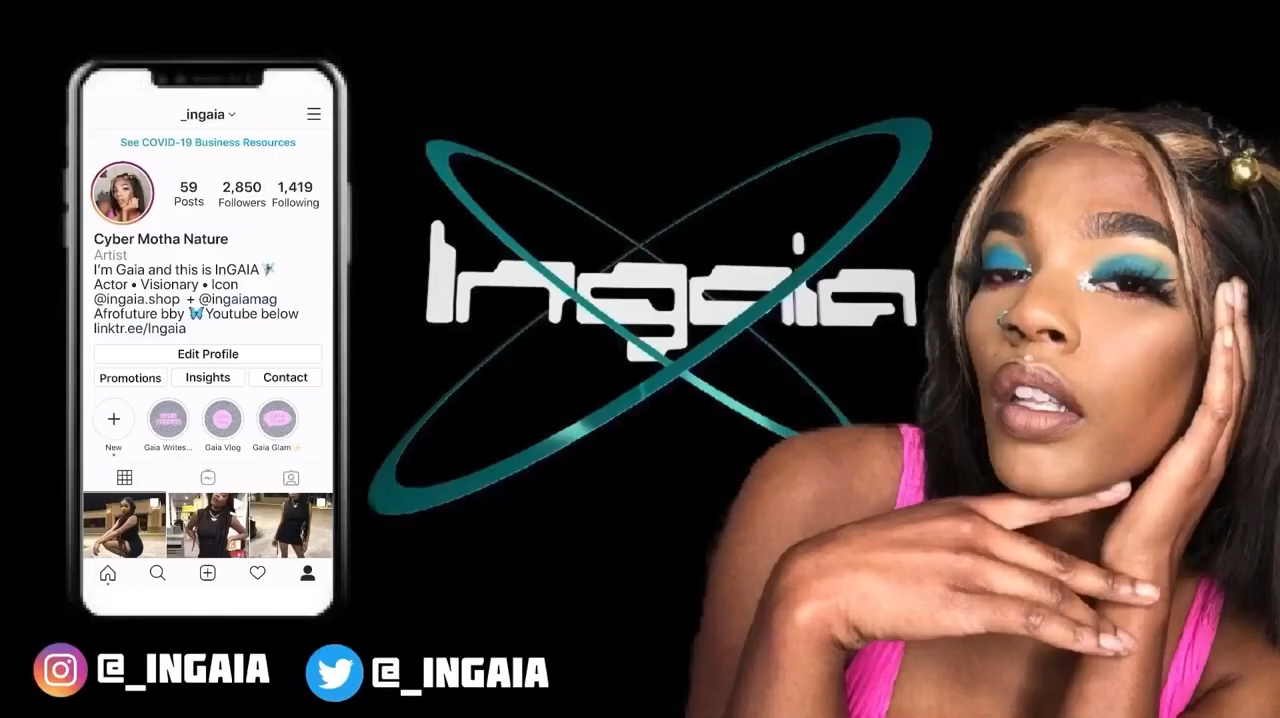 _ingaia
See COVID-19 Business Resources
59 2,850 1,419
Posts Followers Following
Cyber Motha Nature
Artist
I'm Gaia and this is InGAIA🧚
Actor • Visionary • Icon
@ingaia.shop + @ingaiamag
Afrofuture bby 🦋Youtube below
linktr.ee/Ingaia
Edit Profile
Promotions Insights Contact
New Gaia Writes... Gaia Vlog Gaia Glam✨
Ingaia
@_INGAIA @_INGAIA